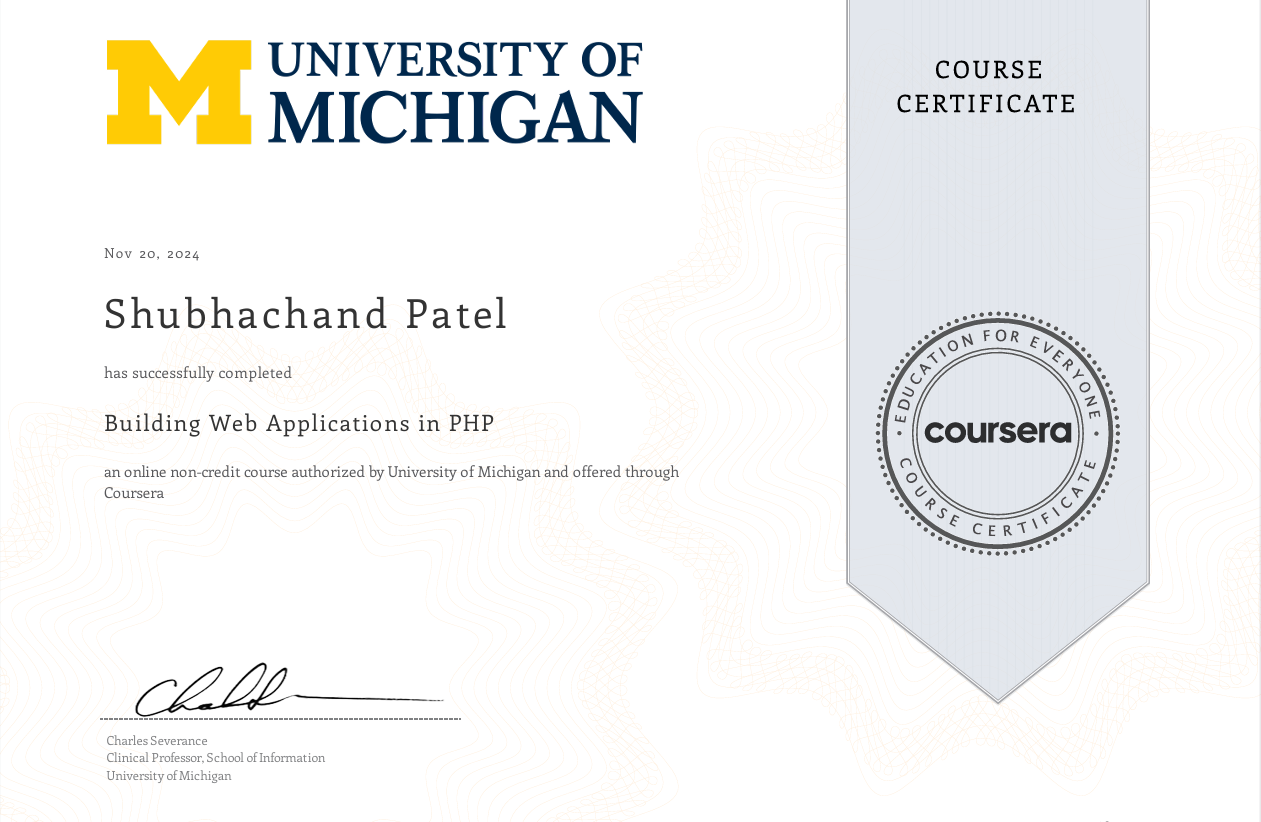 UNIVERSITY OF
MICHIGAN
COURSE
CERTIFICATE
Nov 20, 2024
Shubhachand Patel
has successfully completed
Building Web Applications in PHP
an online non-credit course authorized by University of Michigan and offered through
Coursera
EDUCATION FOR EVERYONE
coursera
COURSE CERTIFICATE
Charles Severance
Clinical Professor, School of Information
University of Michigan